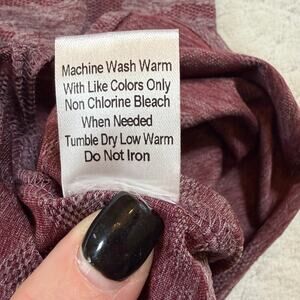 Machine Wash Warm
With Like Colors Only
Non Chlorine Bleach
When Needed
Tumble Dry Low Warm
Do Not Iron